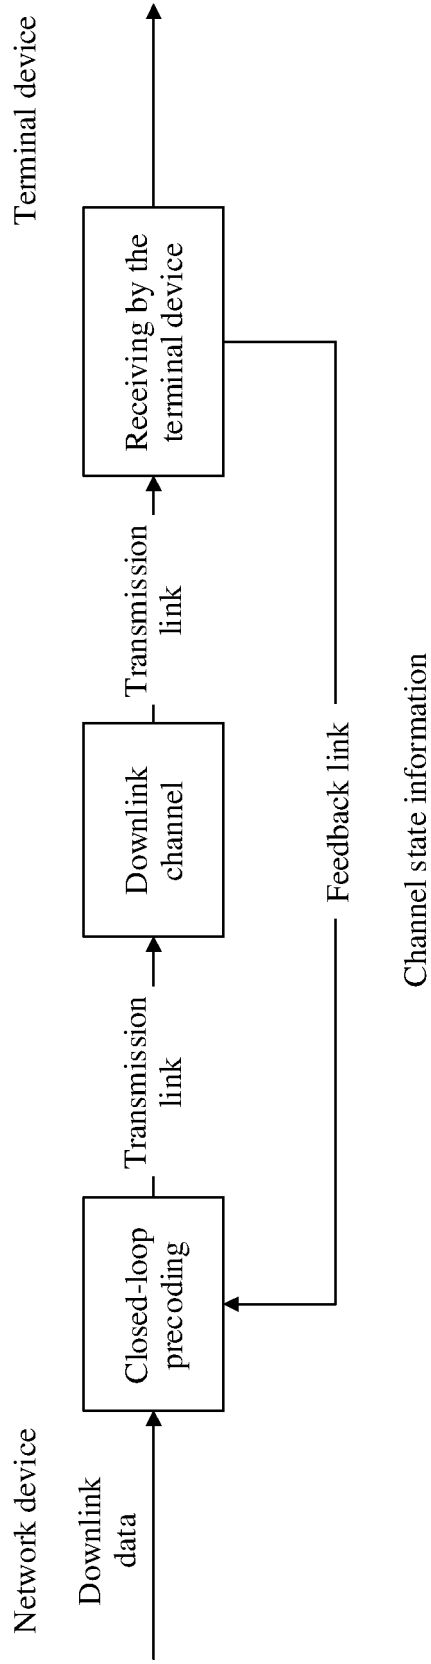 Network device
Terminal device
Downlink
data
Closed-loop
precoding
Transmission
link
Downlink
channel
Transmission
link
Receiving by the
terminal device
Feedback link
Channel state information